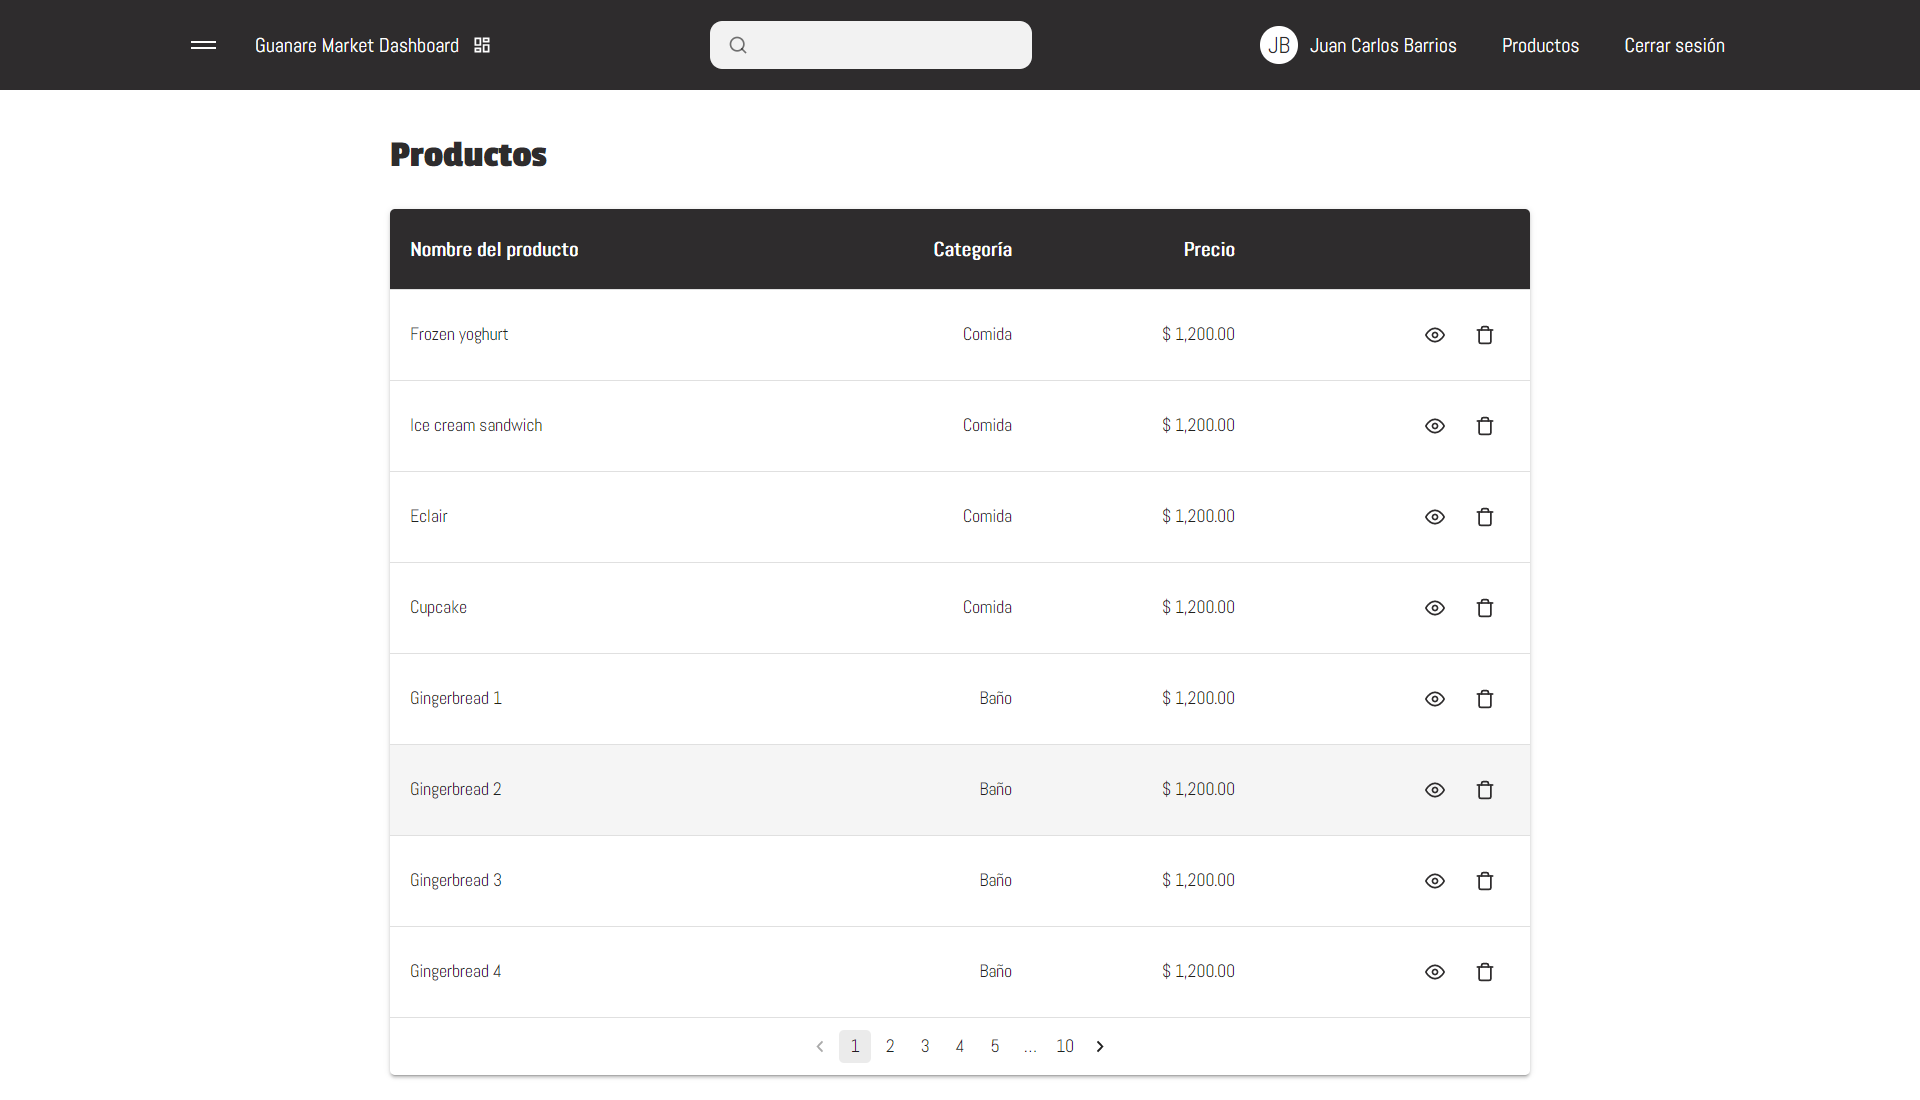 Guanare Market Dashboard JB Juan Carlos Barrios Productos Cerrar sesión
Productos
Nombre del producto Categoría Precio
Frozen yoghurt Comida $ 1,200.00
Ice cream sandwich Comida $ 1,200.00
Eclair Comida $ 1,200.00
Cupcake Comida $ 1,200.00
Gingerbread 1 Baño $ 1,200.00
Gingerbread 2 Baño $ 1,200.00
Gingerbread 3 Baño $ 1,200.00
Gingerbread 4 Baño $ 1,200.00
1 2 3 4 5 ... 10